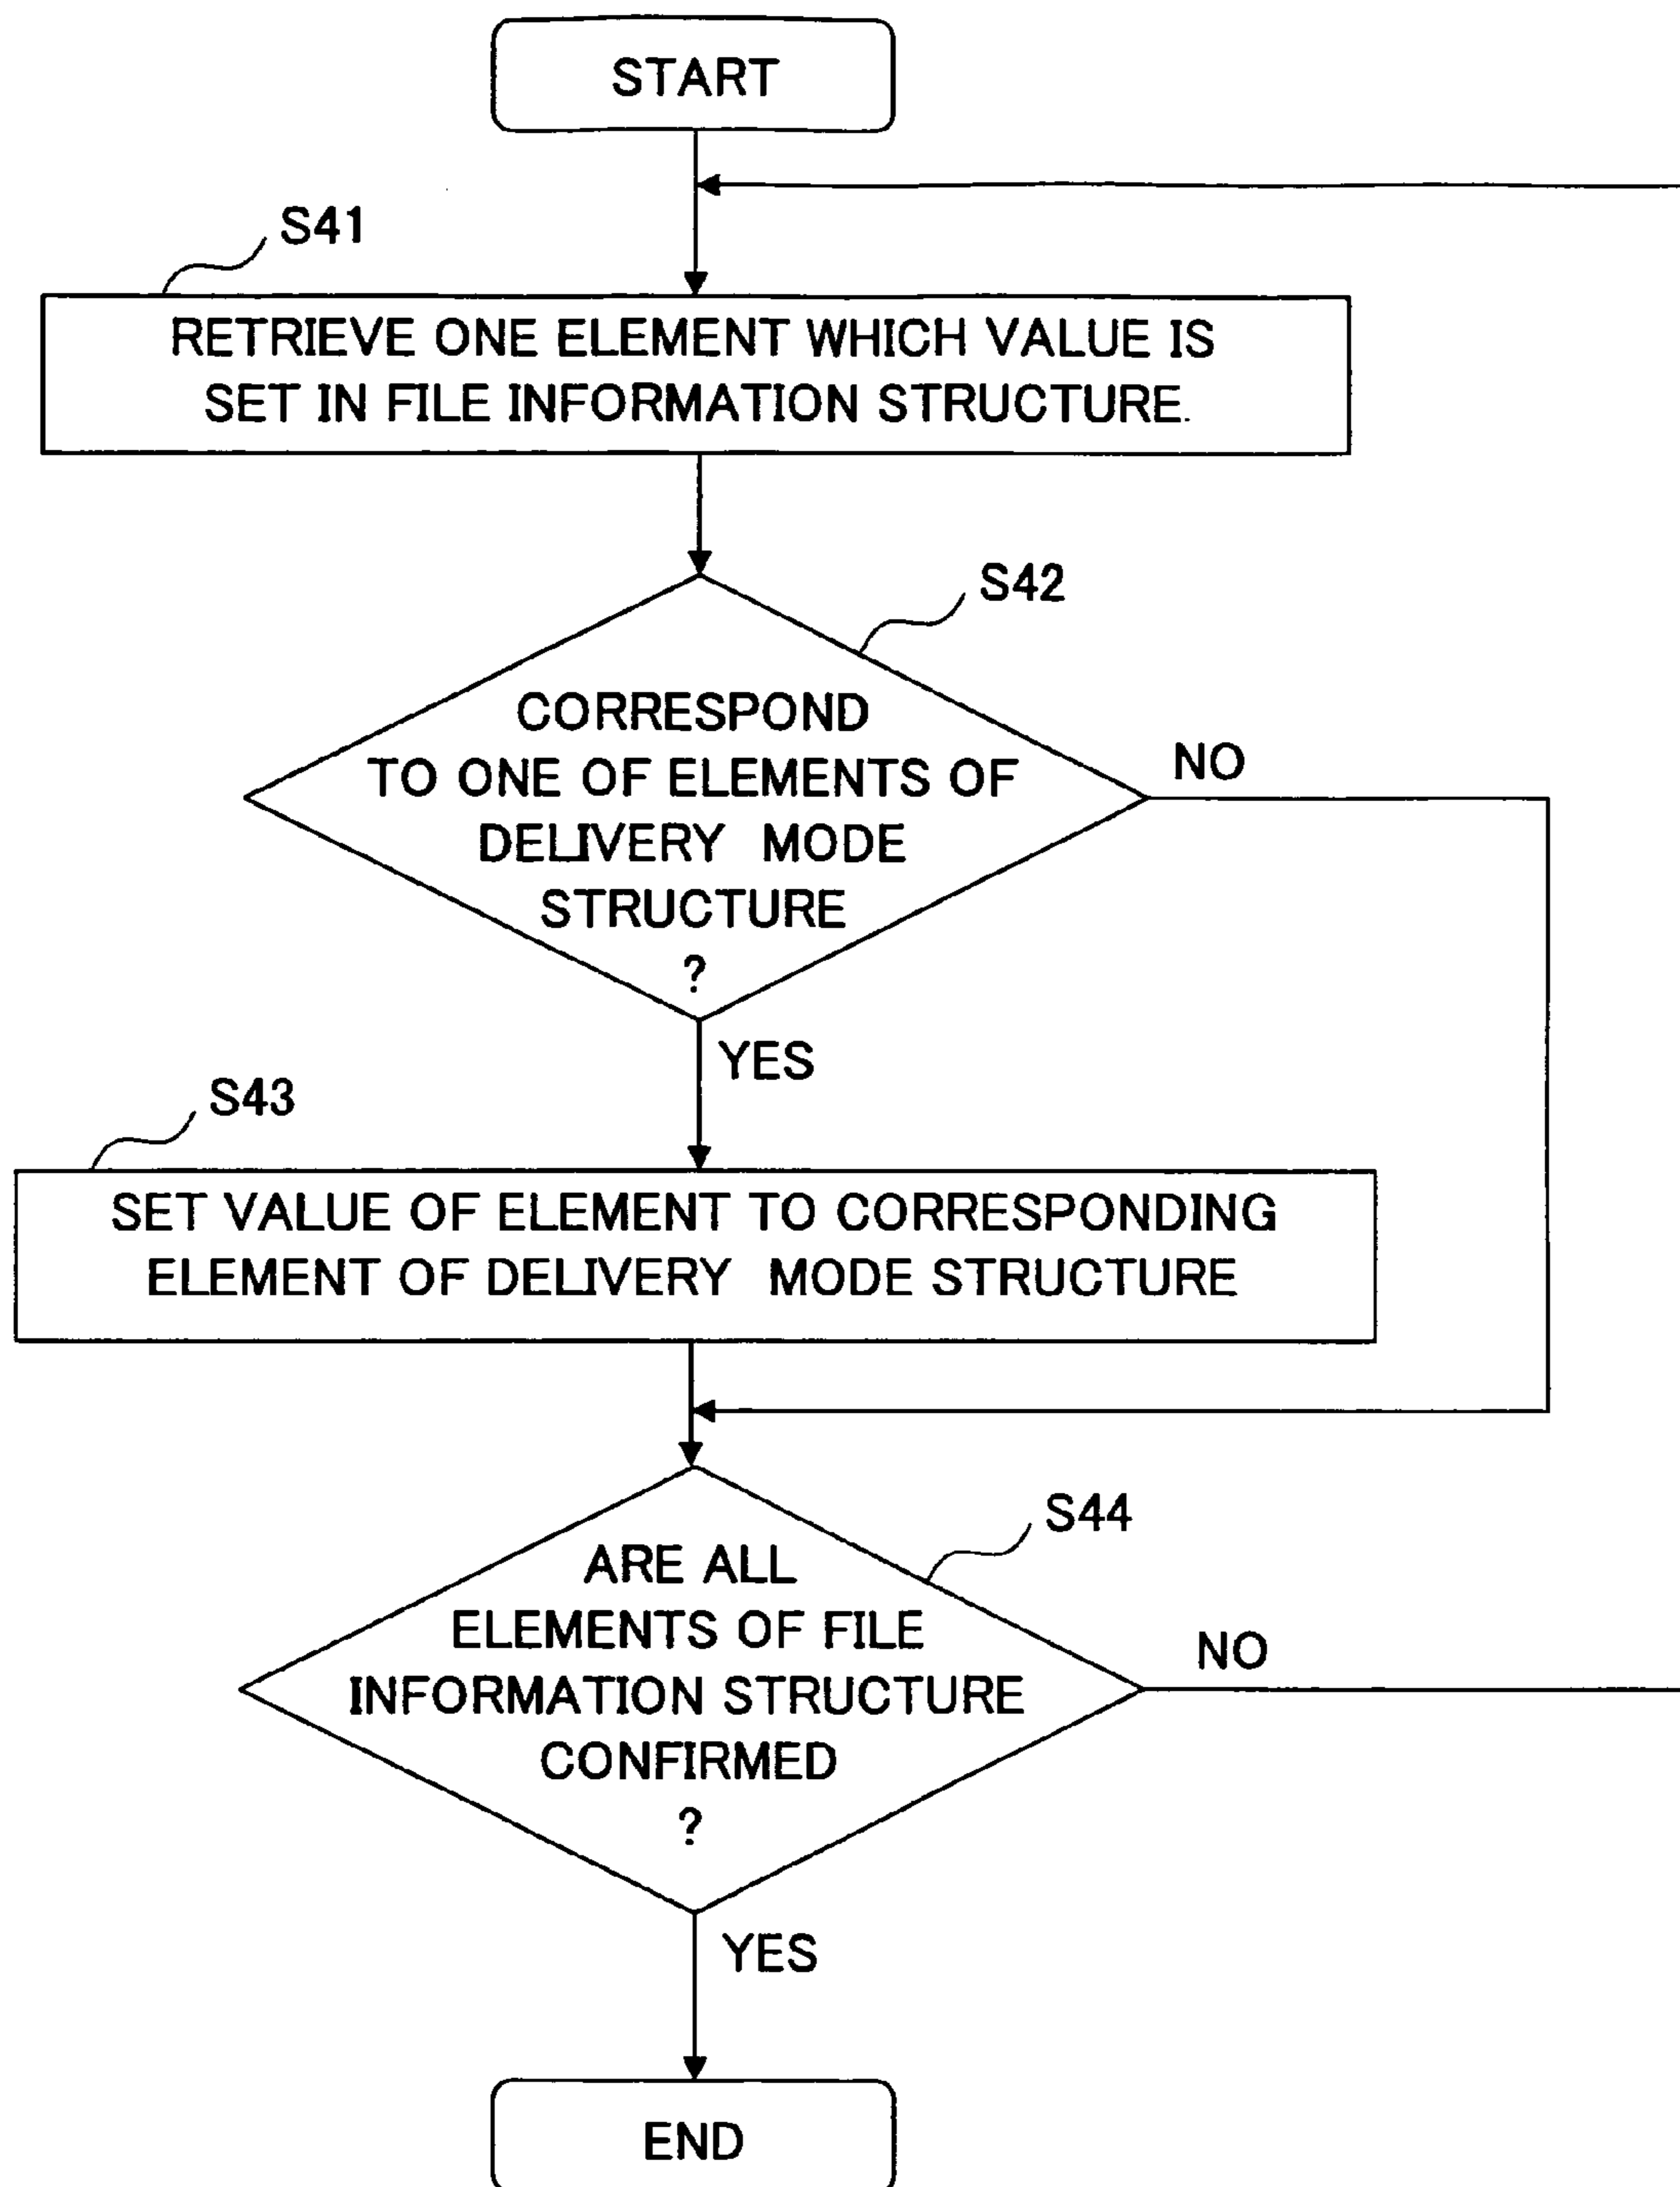 START
S41
RETRIEVE ONE ELEMENT WHICH VALUE IS
SET IN FILE INFORMATION STRUCTURE.
S42
CORRESPOND
TO ONE OF ELEMENTS OF
DELIVERY MODE
STRUCTURE
?
NO
YES
S43
SET VALUE OF ELEMENT TO CORRESPONDING
ELEMENT OF DELIVERY MODE STRUCTURE
S44
ARE ALL
ELEMENTS OF FILE
INFORMATION STRUCTURE
CONFIRMED
?
NO
YES
END